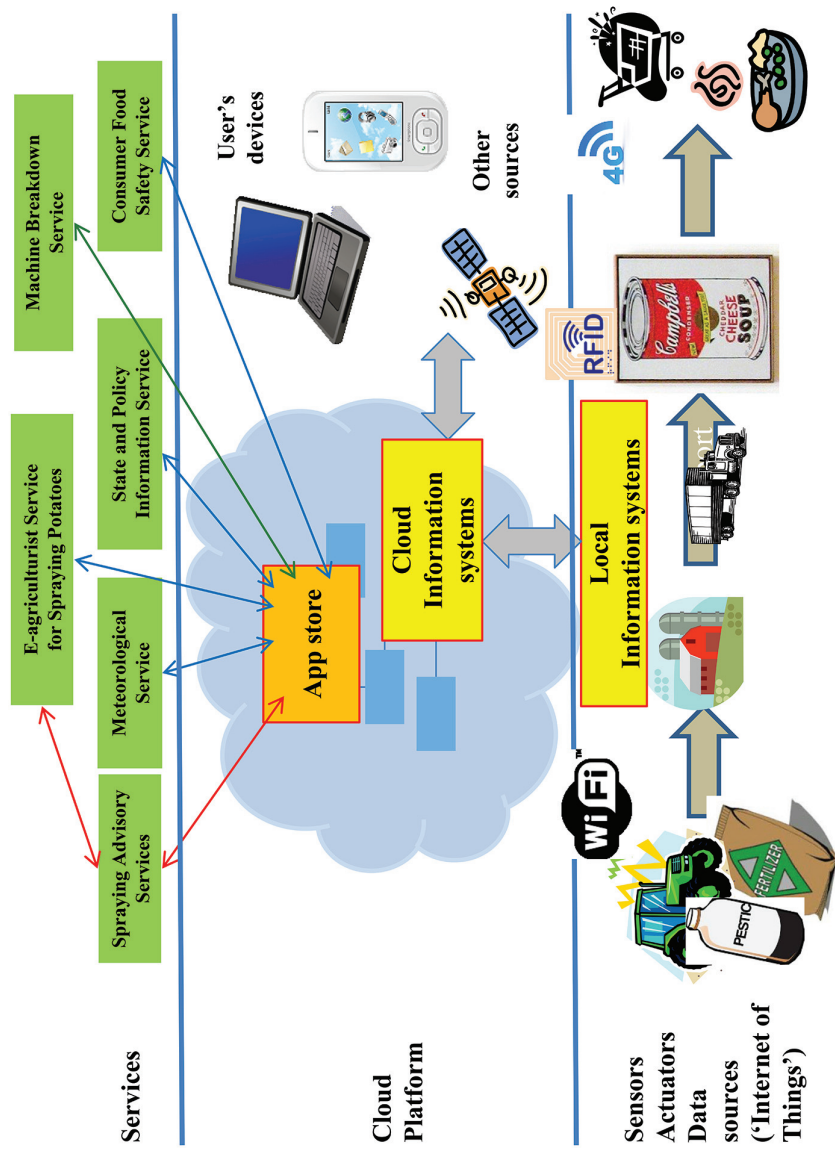 Services
E-agriculturist Service
for Spraying Potatoes
Machine Breakdown
Service
Spraying Advisory
Services
Meteorological
Service
State and Policy
Information Service
Consumer Food
Safety Service
Cloud
Platform
App store
Cloud
Information
systems
User's
devices
Other
sources
Sensors
Actuators
Data
sources
('Internet of
Things')
Wi Fi
TM
Local
Information systems
RFID
4G
PESTIC
FERTILIZER
ort
Campbell's
CONDENSED
CHEDDAR
CHEESE
SOUP